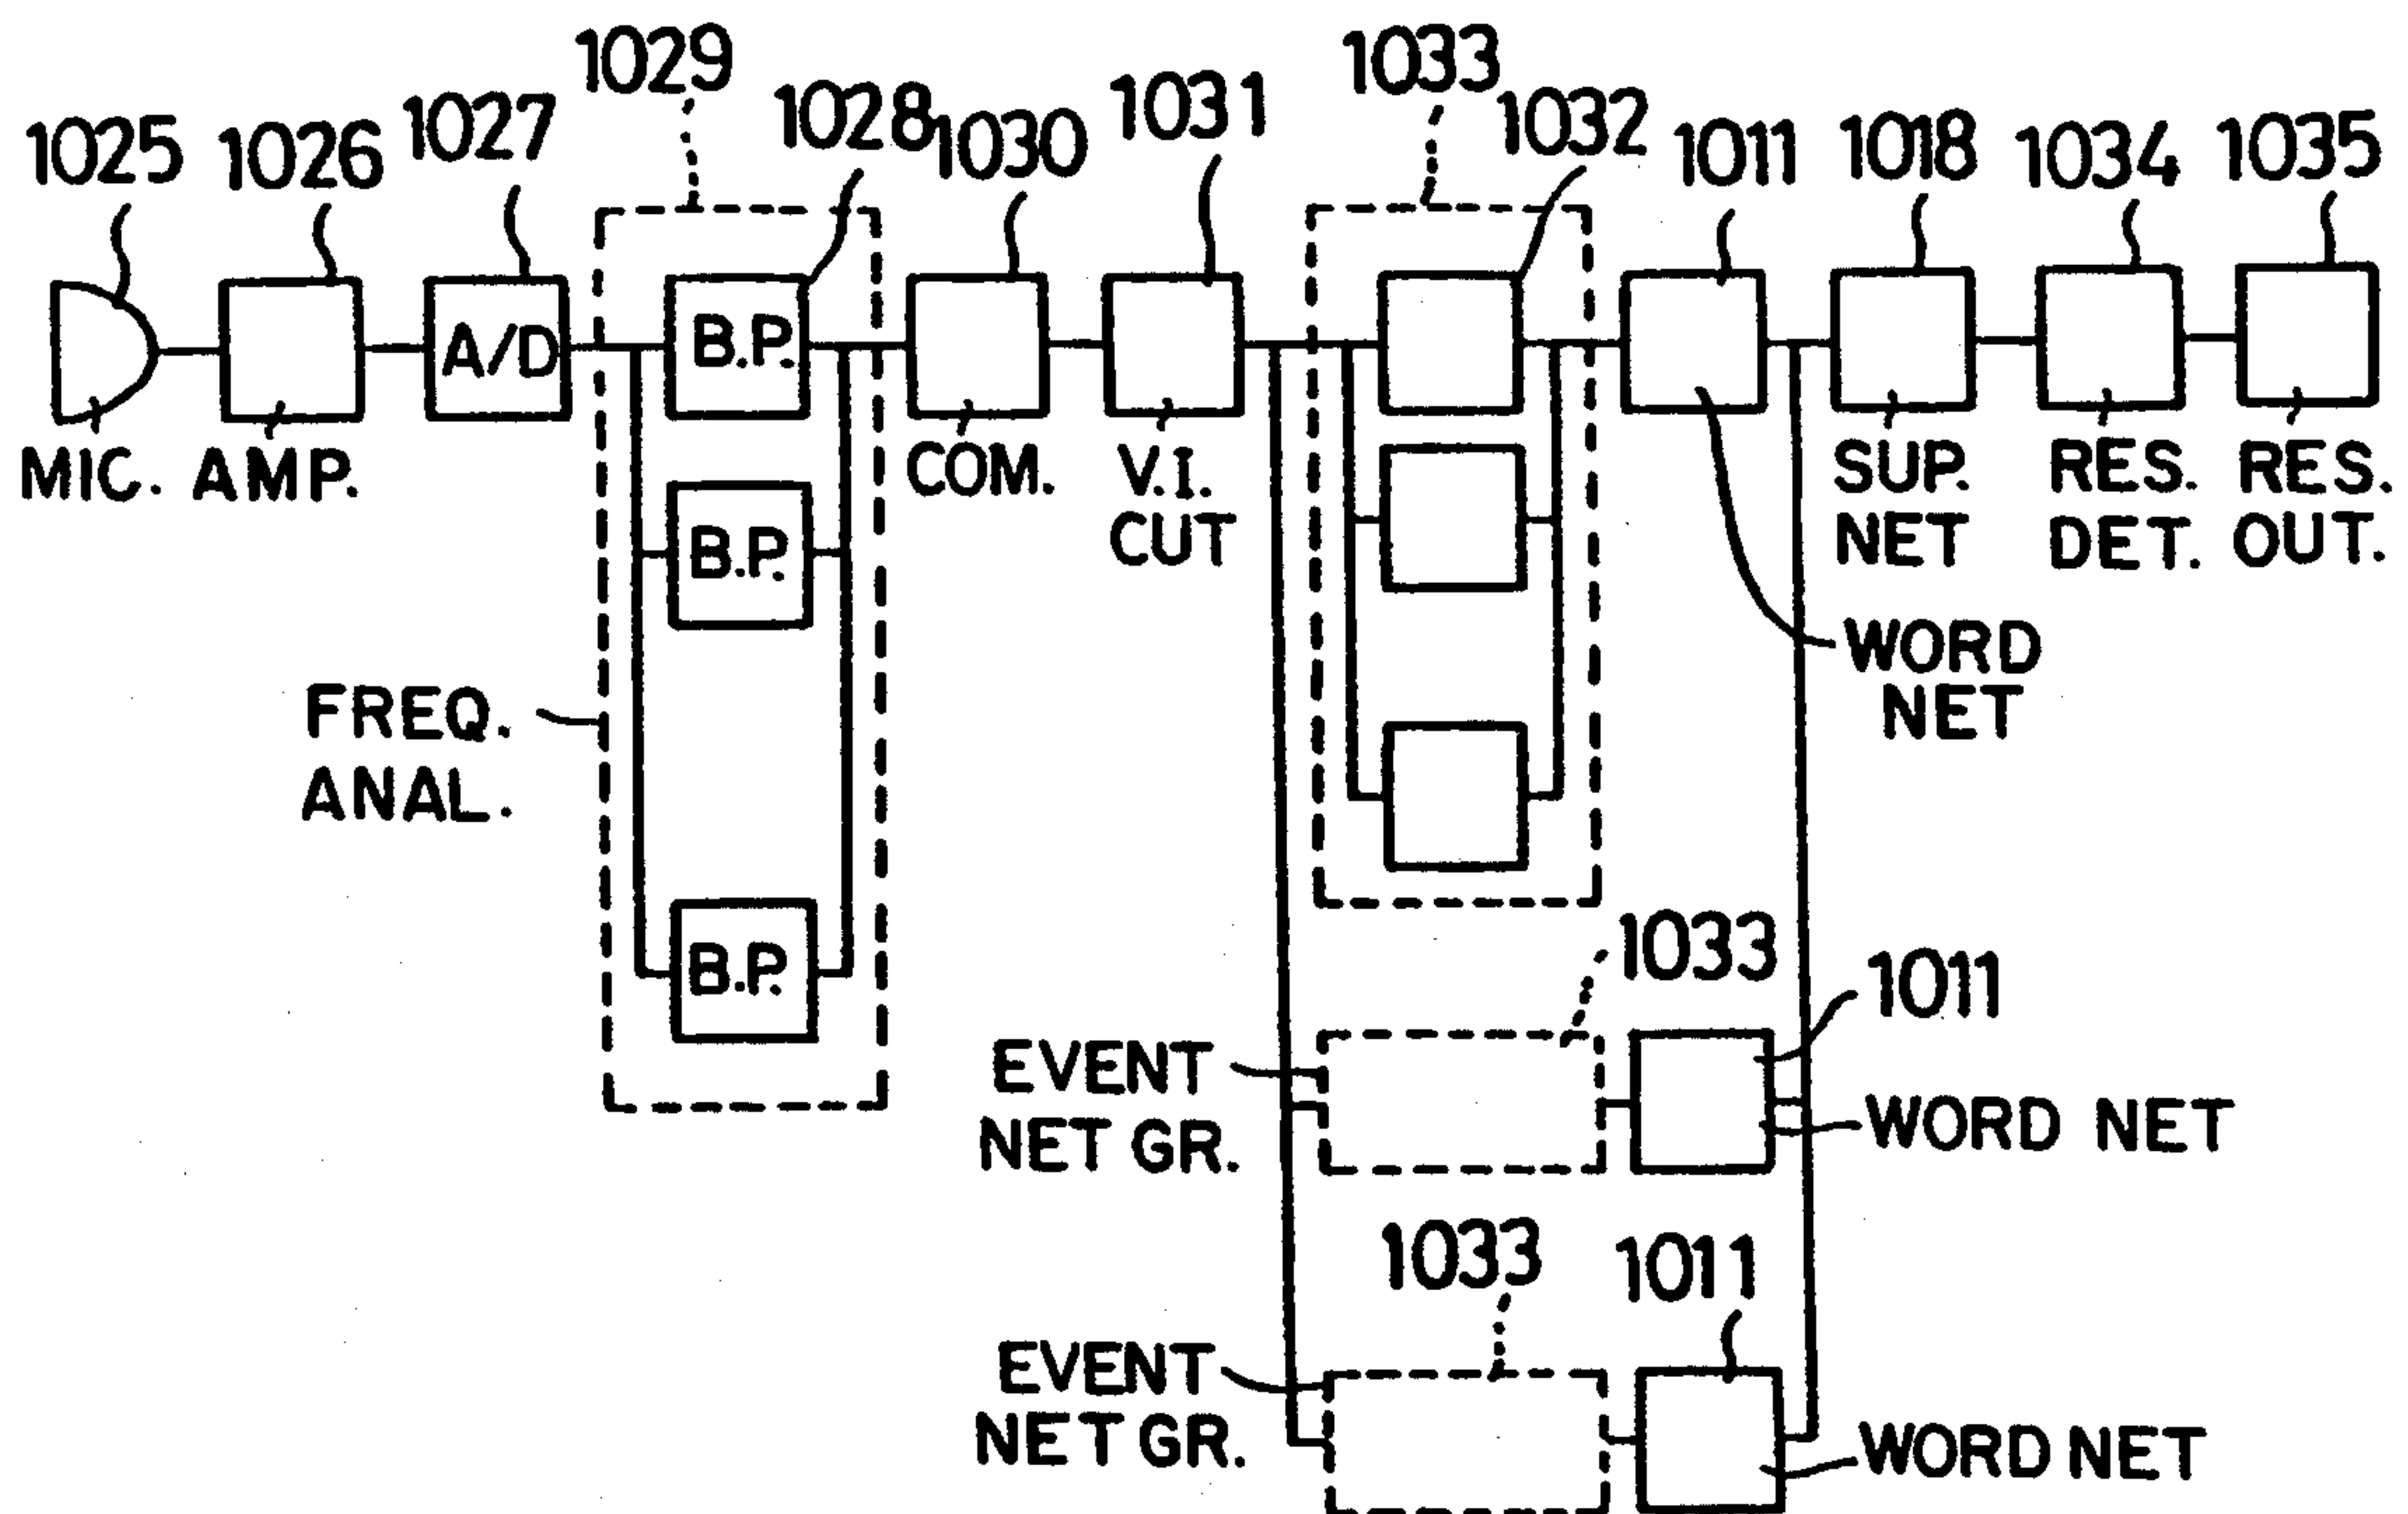 1029
1033
1028
1031
1032
1027
1030
1011
1018
1034
1035
1025
1026
A/D
B.P.
MIC.
AMP.
COM.
V.I.
CUT
SUP.
NET
RES.
DET.
RES.
OUT.
B.P.
WORD
NET
FREQ.
ANAL.
B.P.
1033
1011
EVENT
NET GR.
WORD NET
1033
1011
EVENT
NET GR.
WORD NET